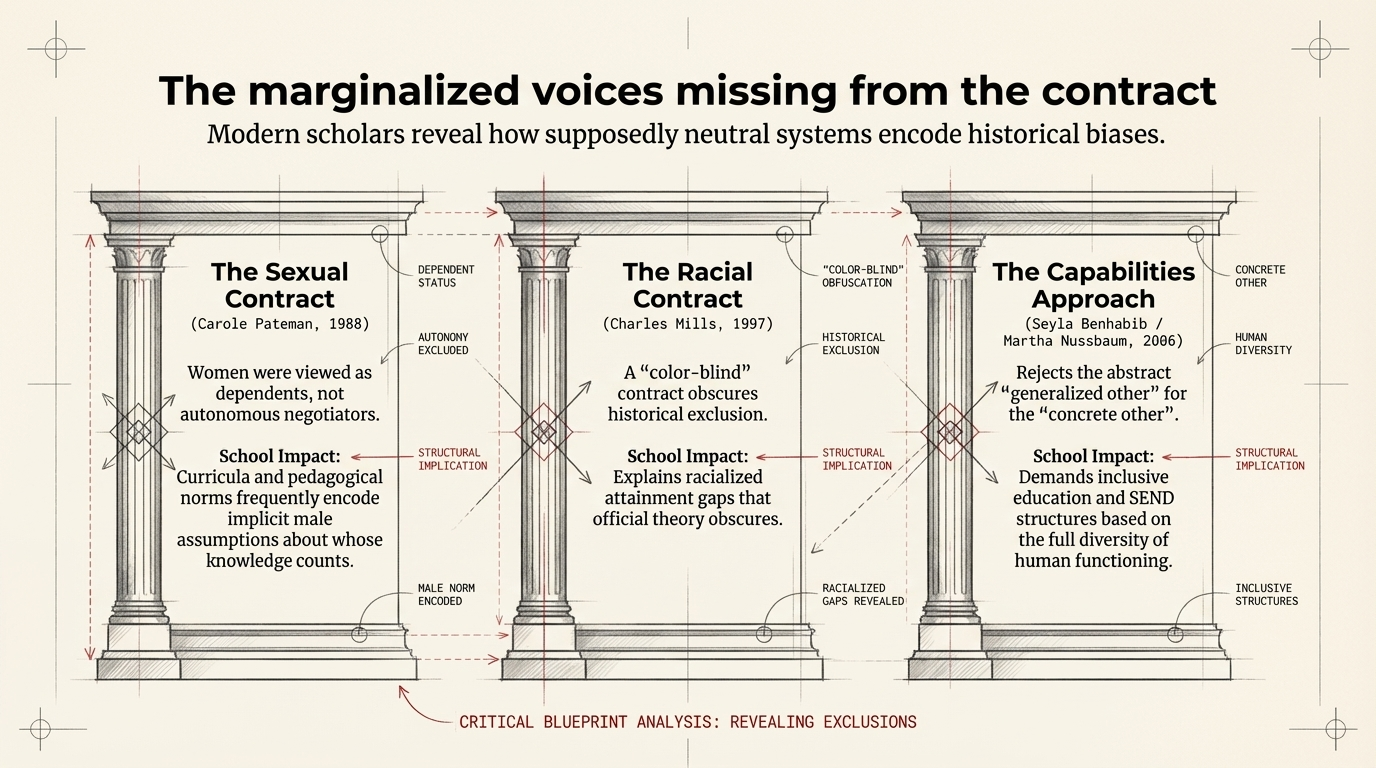 The marginalized voices missing from the contract
Modern scholars reveal how supposedly neutral systems encode historical biases.
The Sexual
Contract
(Carole Pateman, 1988)
Women were viewed as
dependents, not
autonomous negotiators.
School Impact:
Curricula and pedagogical
norms frequently encode
implicit male
assumptions about whose
knowledge counts.
DEPENDENT
STATUS
AUTONOMY
EXCLUDED
STRUCTURAL
IMPLICATION
MALE NORM
ENCODED
The Racial
Contract
(Charles Mills, 1997)
A “color-blind”
contract obscures
historical exclusion.
School Impact:
Explains racialized
attainment gaps that
official theory obscures.
"COLOR-BLIND"
OBFUSCATION
HISTORICAL
EXCLUSION
STRUCTURAL
IMPLICATION
RACIALIZED
GAPS REVEALED
The Capabilities
Approach
(Seyla Benhabib /
Martha Nussbaum, 2006)
Rejects the abstract
“generalized other” for
the “concrete other”.
School Impact:
Demands inclusive
education and SEND
structures based on
the full diversity of
human functioning.
CONCRETE
OTHER
HUMAN
DIVERSITY
STRUCTURAL
IMPLICATION
INCLUSIVE
STRUCTURES
CRITICAL BLUEPRINT ANALYSIS: REVEALING EXCLUSIONS